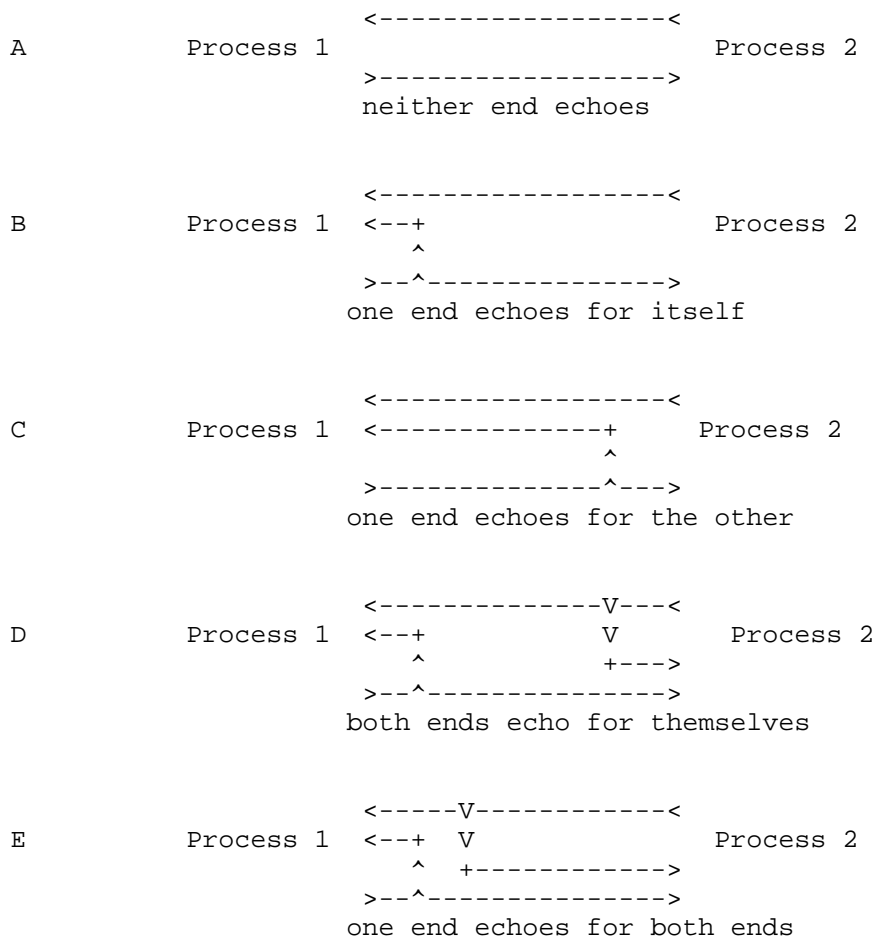 <------------------<
A           Process 1                          Process 2
                         >------------------>
                         neither end echoes

                         <------------------<
B           Process 1    <--+                  Process 2
                            ^
                         >--^--------------->
                        one end echoes for itself

                         <------------------<
C           Process 1    <--------------+     Process 2
                                        ^
                         >--------------^--->
                        one end echoes for the other

                         <--------------V---<
D           Process 1    <--+           V       Process 2
                            ^           +--->
                         >--^--------------->
                        both ends echo for themselves

                         <-----V------------<
E           Process 1    <--+  V               Process 2
                            ^  +------------>
                         >--^--------------->
                        one end echoes for both ends